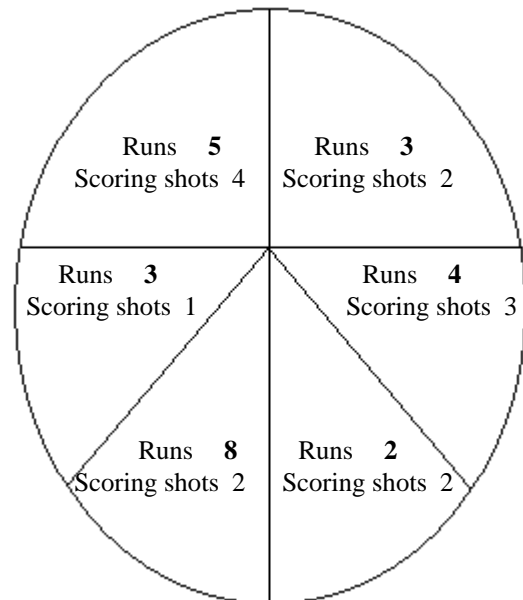 Runs 5
Scoring shots 4
Runs 3
Scoring shots 2
Runs 3
Scoring shots 1
Runs 4
Scoring shots 3
Runs 8
Scoring shots 2
Runs 2
Scoring shots 2